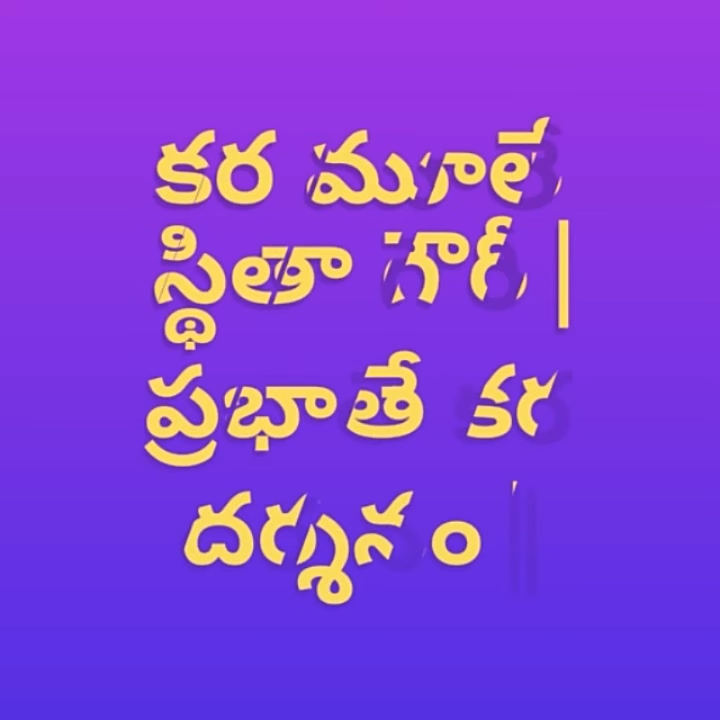 కర మూలే
స్థితా గౌరీ |
ప్రభాతే కర
దర్శనం ||